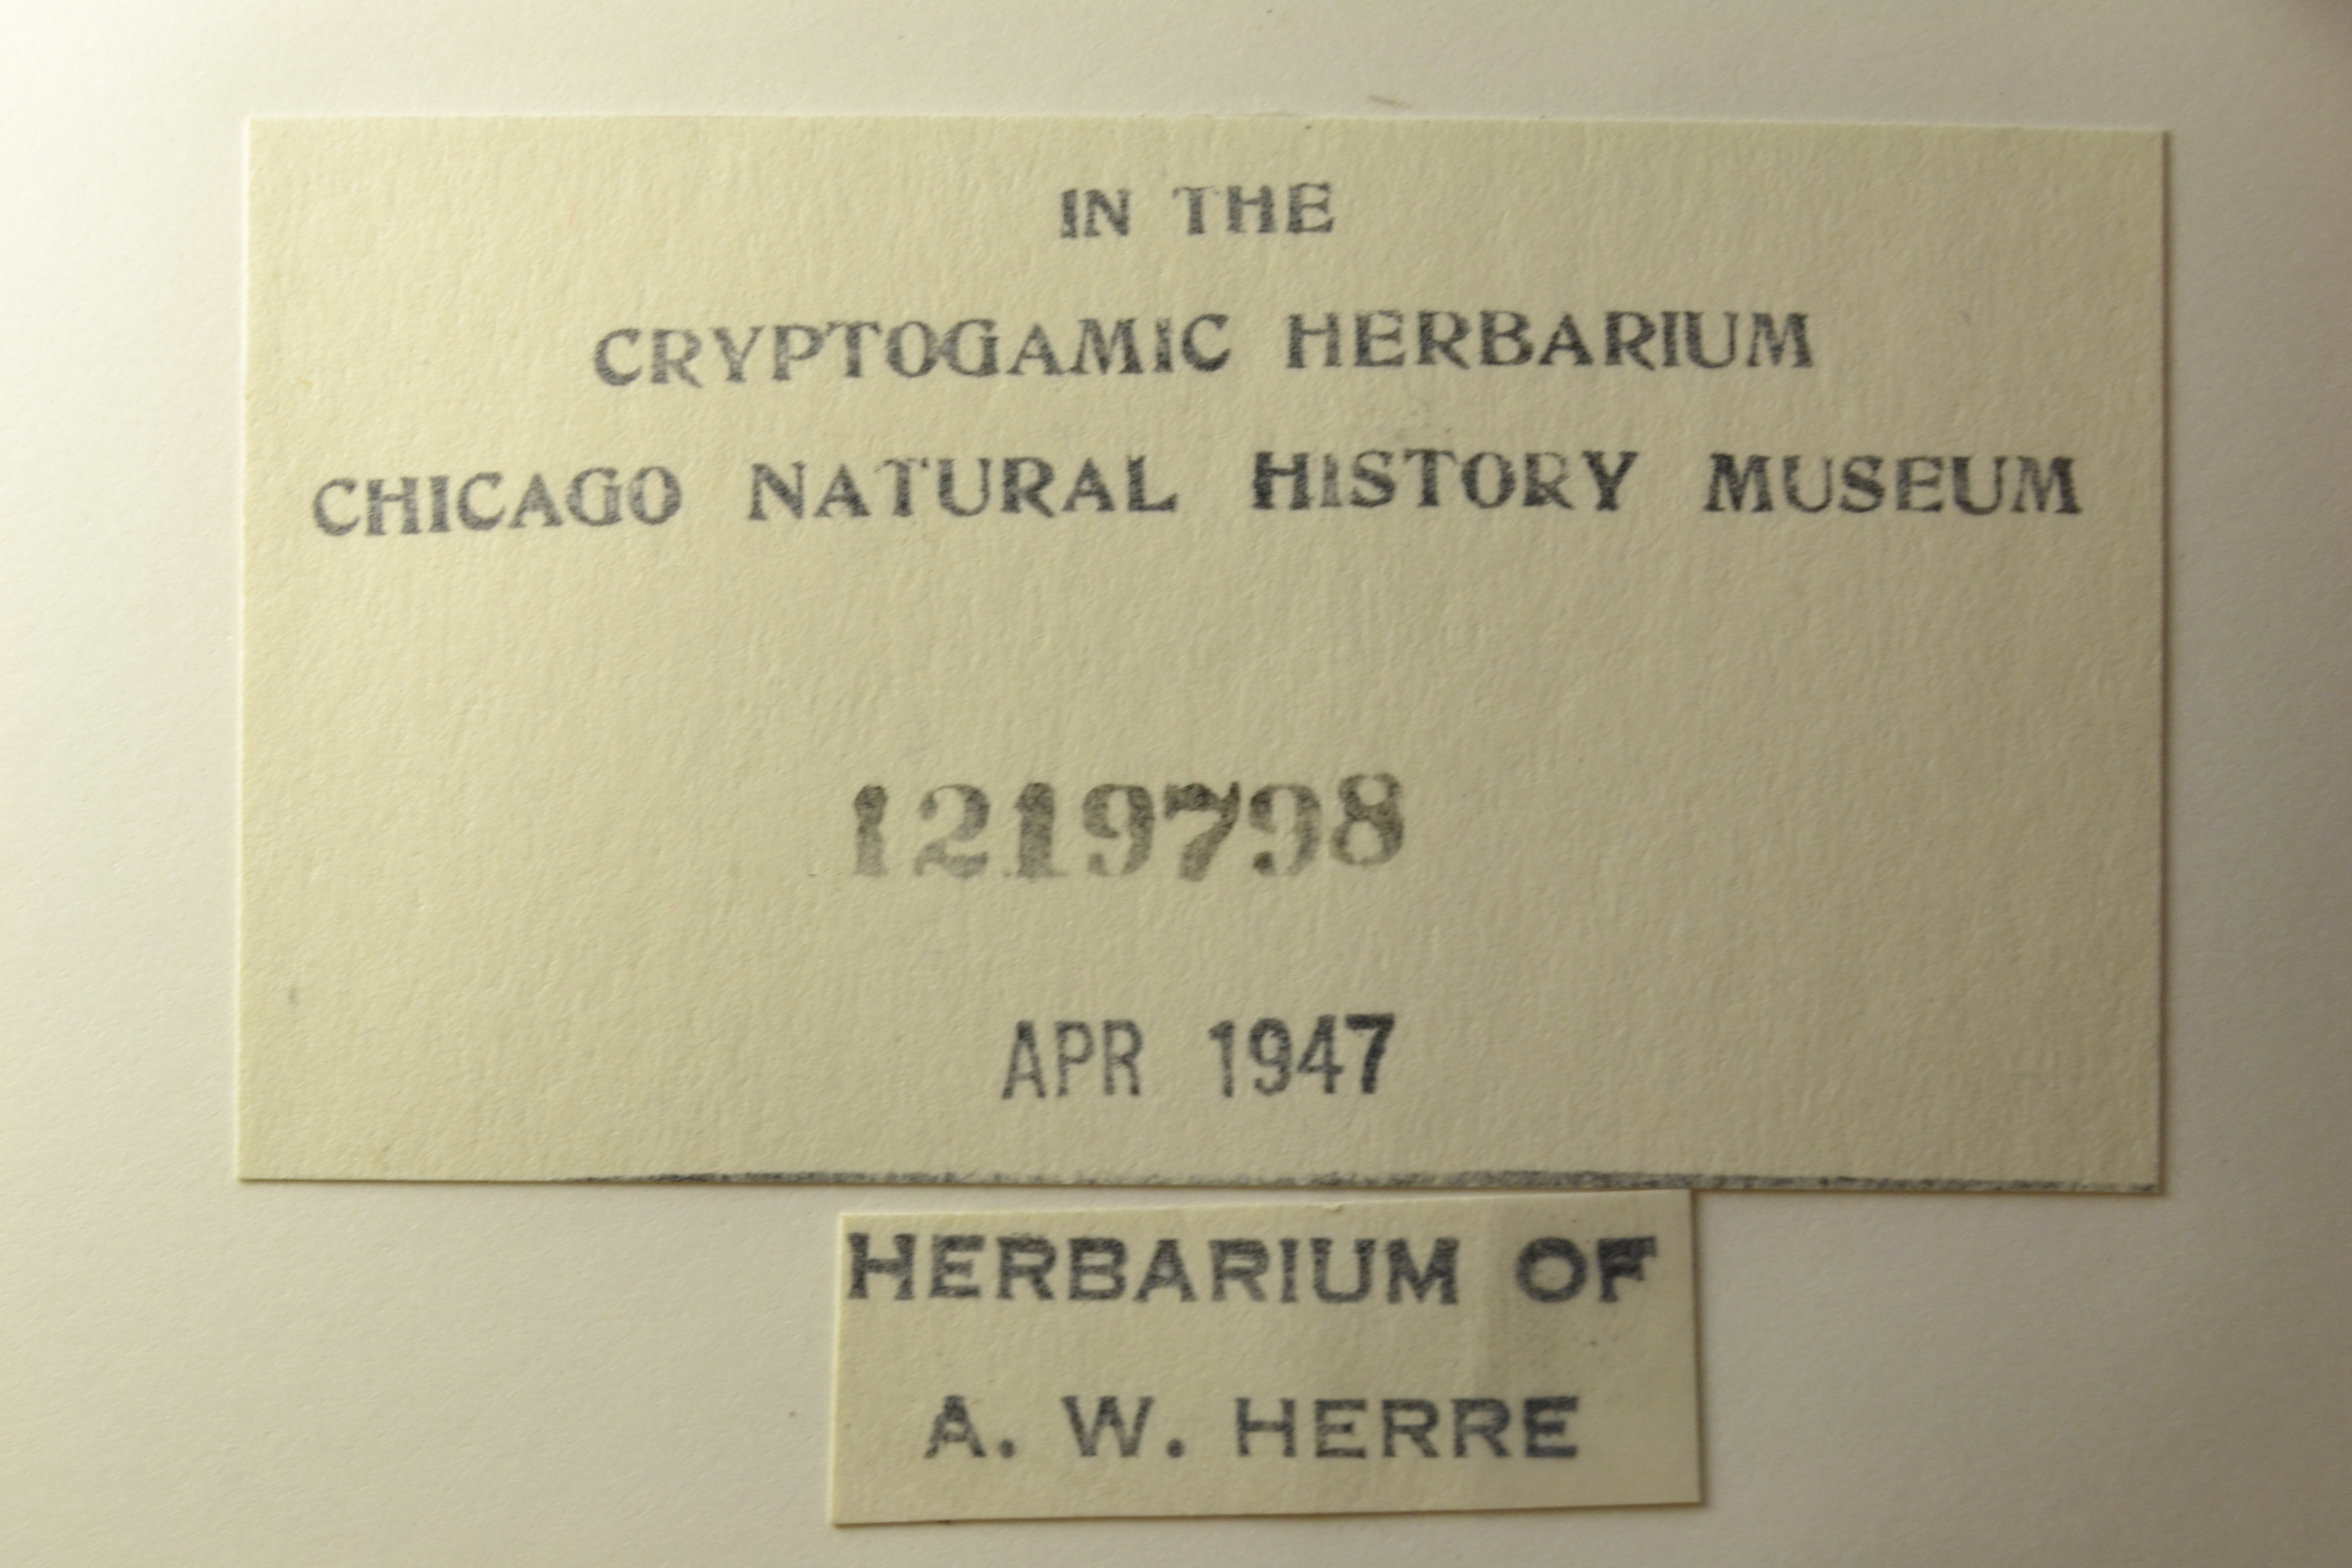 IN THE
CRYPTOGAMIC HERBARIUM
CHICAGO NATURAL HISTORY MUSEUM
1219798
APR 1947
HERBARIUM OF
A. W. HERRE